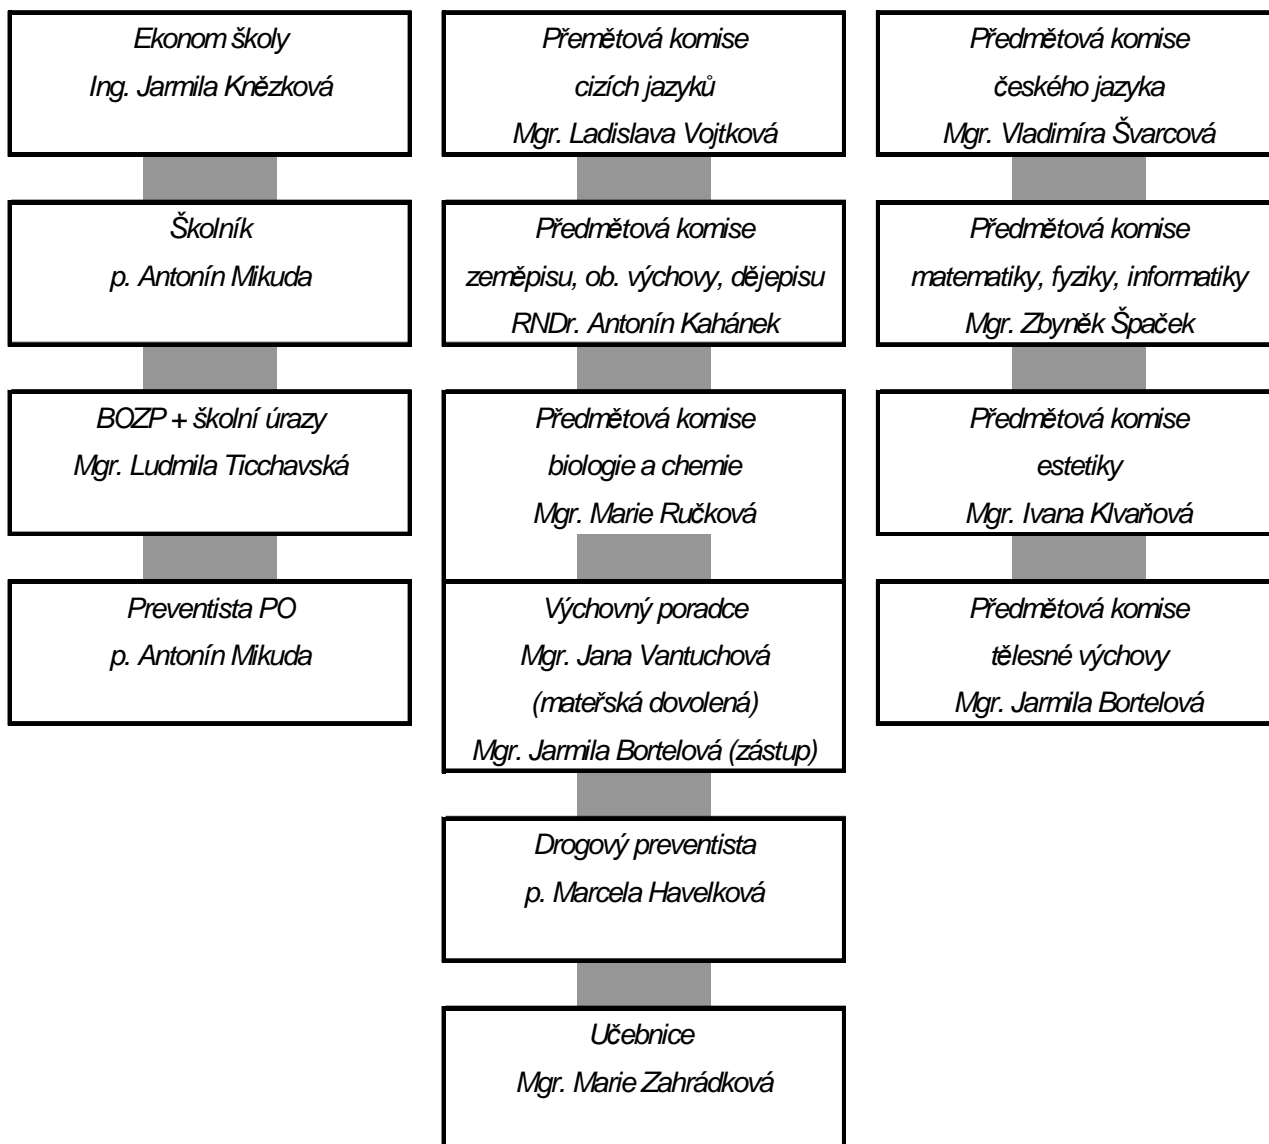 Ekonom školy
Ing. Jarmila Knězková
Školník
p. Antonín Mikuda
BOZP + školní úrazy
Mgr. Ludmila Ticchavská
Preventista PO
p. Antonín Mikuda
Přemětová komise
cizích jazyků
Mgr. Ladislava Vojtková
Předmětová komise
zeměpisu, ob. výchovy, dějepisu
RNDr. Antonín Kahánek
Předmětová komise
biologie a chemie
Mgr. Marie Ručková
Výchovný poradce
Mgr. Jana Vantuchová
(mateřská dovolená)
Mgr. Jarmila Bortelová (zástup)
Drogový preventista
p. Marcela Havelková
Učebnice
Mgr. Marie Zahrádková
Předmětová komise
českého jazyka
Mgr. Vladimíra Švarcová
Předmětová komise
matematiky, fyziky, informatiky
Mgr. Zbyněk Špaček
Předmětová komise
estetiky
Mgr. Ivana Klvaňová
Předmětová komise
tělesné výchovy
Mgr. Jarmila Bortelová